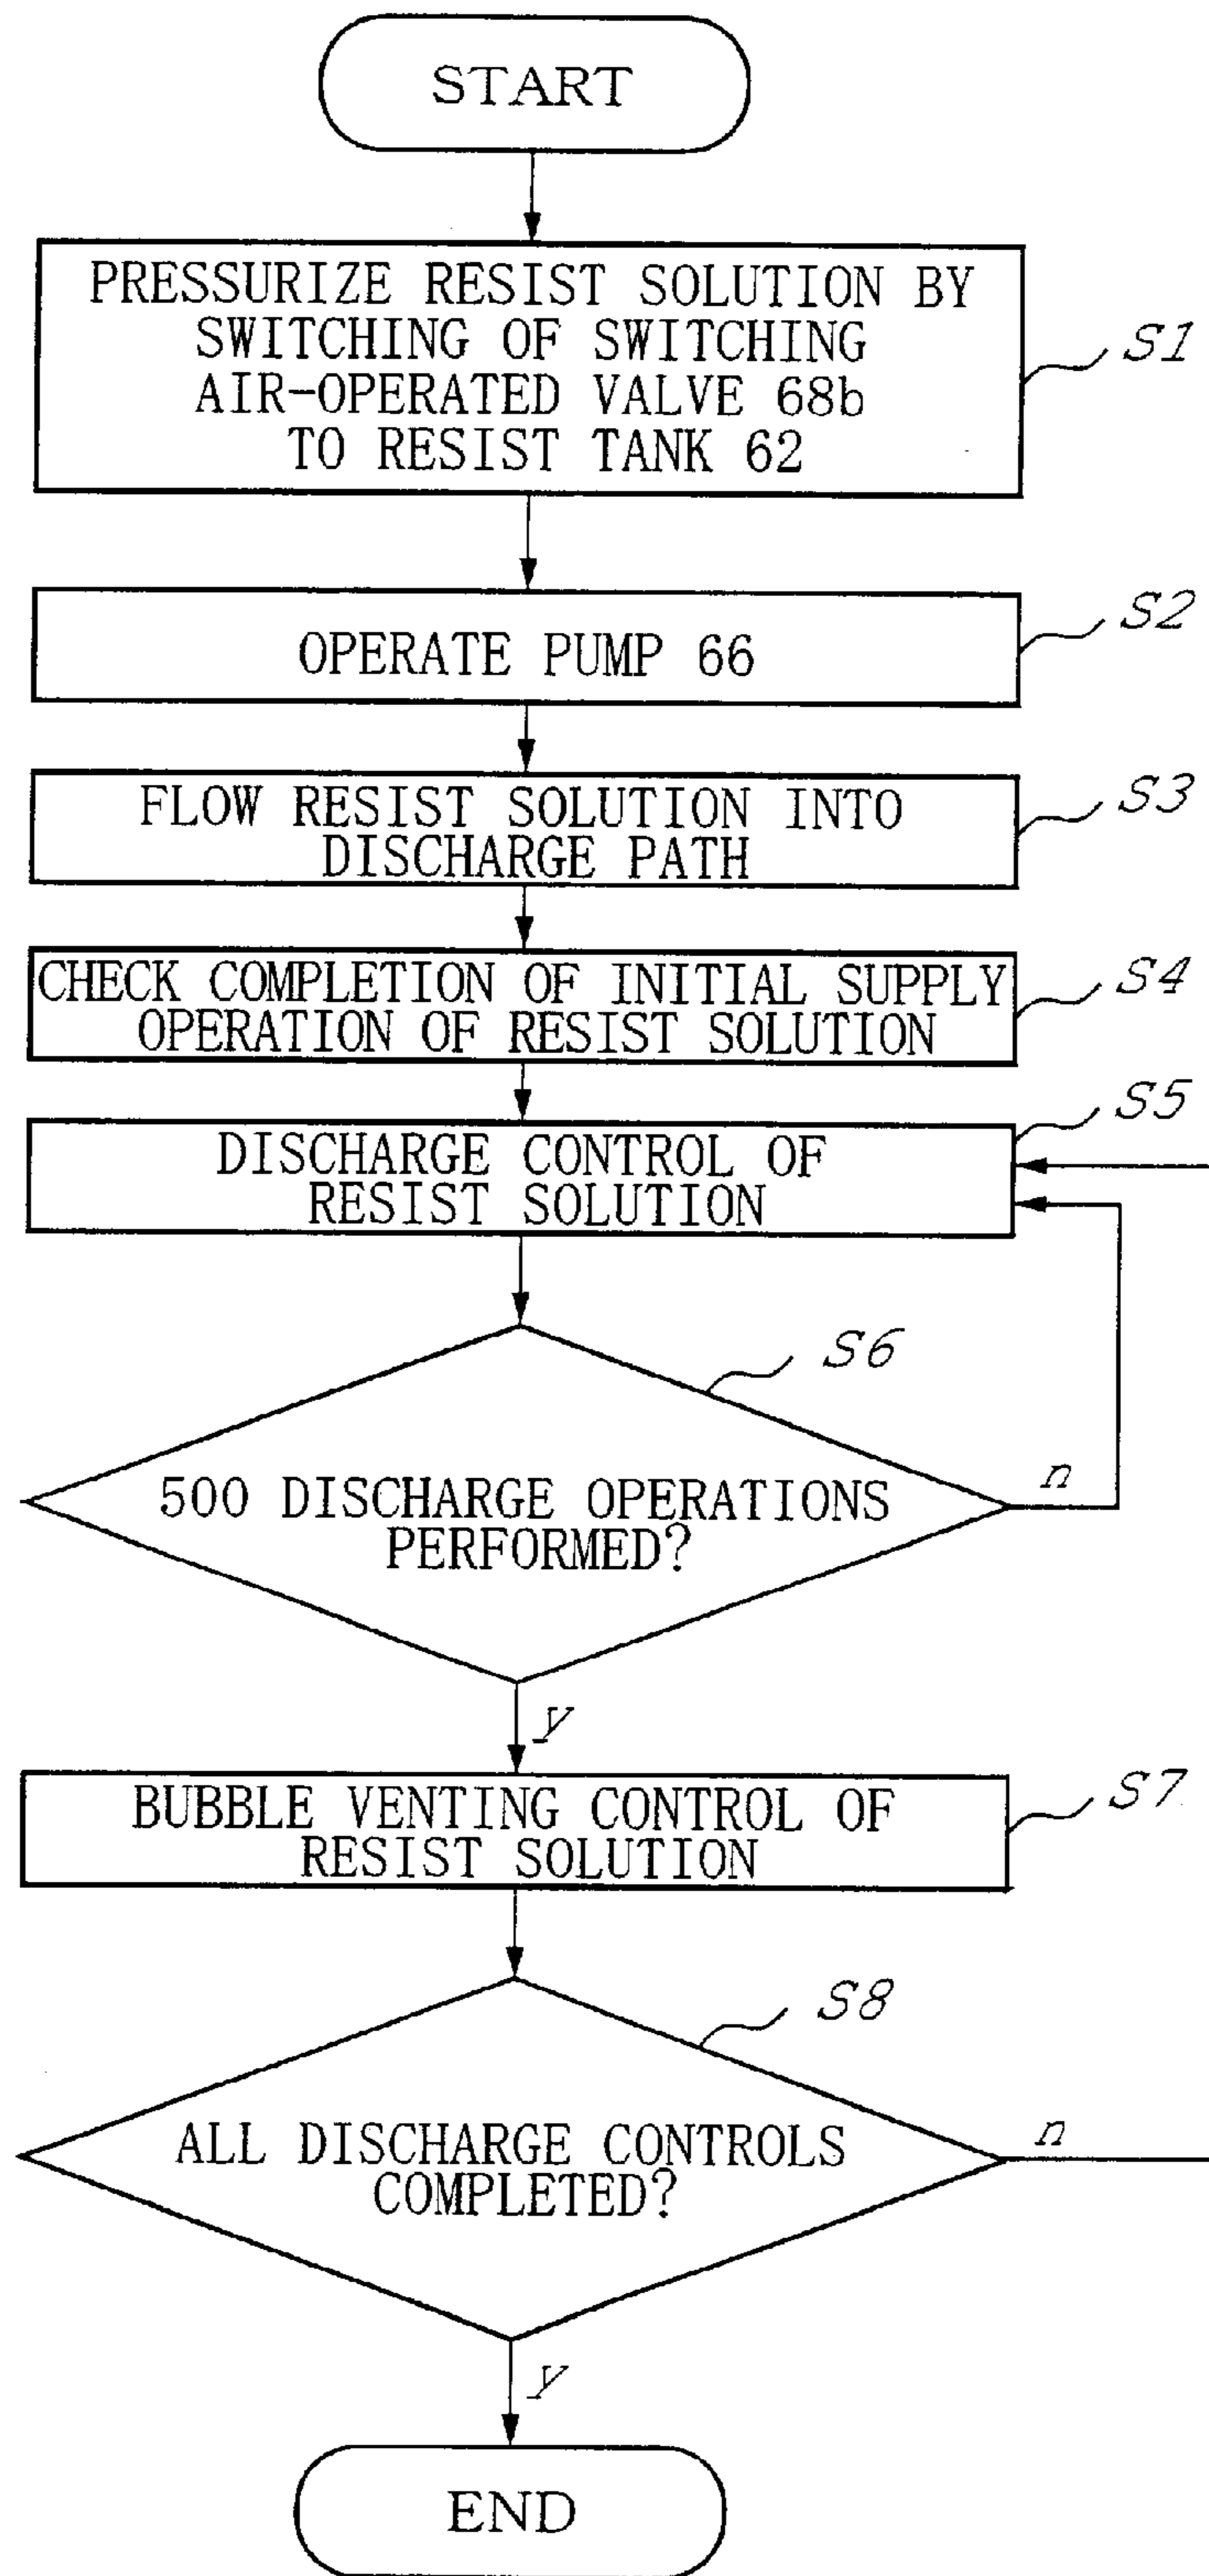 START
PRESSURIZE RESIST SOLUTION BY
SWITCHING OF SWITCHING
AIR-OPERATED VALVE 68b
TO RESIST TANK 62
S1
OPERATE PUMP 66
S2
FLOW RESIST SOLUTION INTO
DISCHARGE PATH
S3
CHECK COMPLETION OF INITIAL SUPPLY
OPERATION OF RESIST SOLUTION
S4
DISCHARGE CONTROL OF
RESIST SOLUTION
S5
S6
500 DISCHARGE OPERATIONS
PERFORMED?
n
y
BUBBLE VENTING CONTROL OF
RESIST SOLUTION
S7
S8
ALL DISCHARGE CONTROLS
COMPLETED?
n
y
END